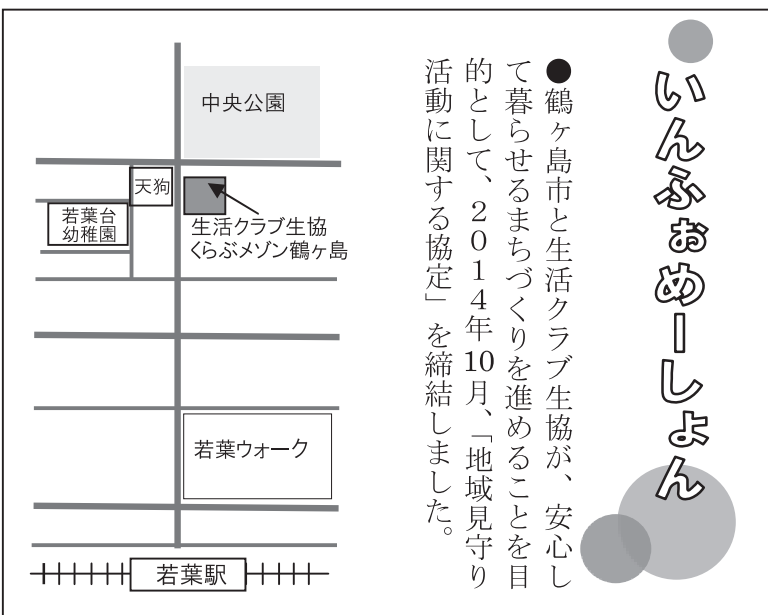 いんふぉめーしょん
●鶴ヶ島市と生活クラブ生協が、安心し
て暮らせるまちづくりを進めることを目
的として、2014年10月、「地域見守り
活動に関する協定」を締結しました。
中央公園
天狗
若葉台
幼稚園
生活クラブ生協
くらぶメゾン鶴ヶ島
若葉ウォーク
若葉駅